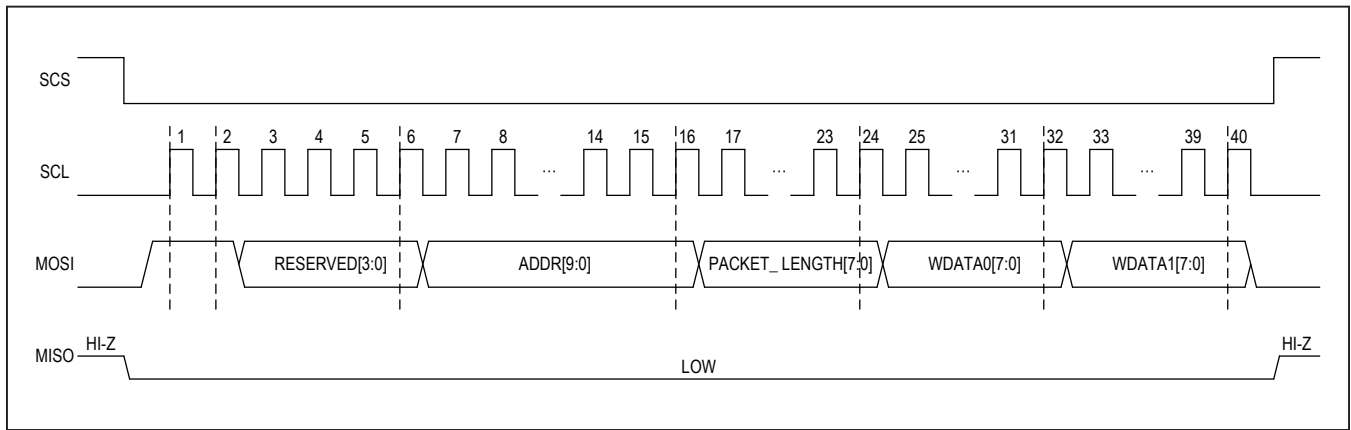 SCS
1 2 3 4 5 6 7 8 14 15 16 17 23 24 25 31 32 33 39 40
SCL ... ... ... ...
MOSI RESERVED[3:0] ADDR[9:0] PACKET_ LENGTH[7:0] WDATA0[7:0] WDATA1[7:0]
HI-Z HI-Z
MISO LOW